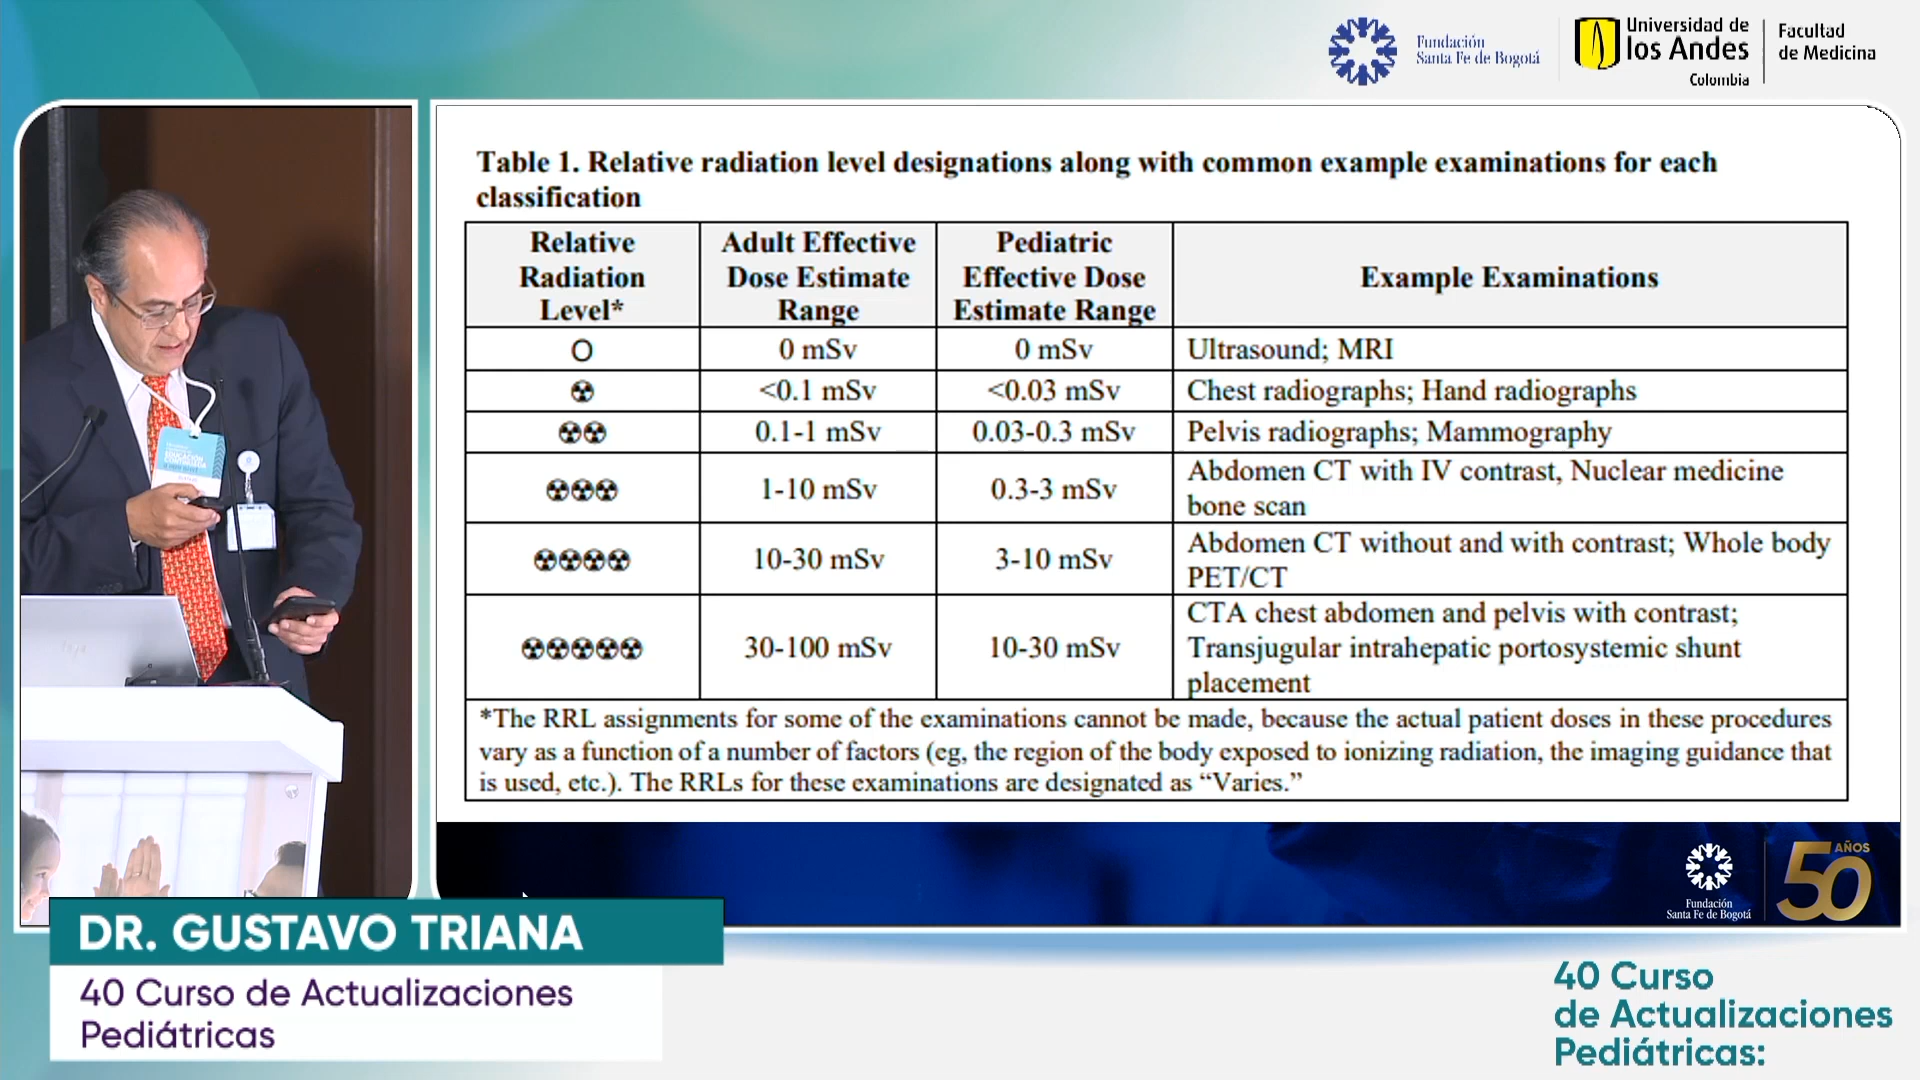 Fundación
Santa Fe de Bogotá
Universidad de
los Andes
Colombia
Facultad
de Medicina
Table 1. Relative radiation level designations along with common example examinations for each
classification
Relative
Radiation
Level*
Adult Effective
Dose Estimate
Range
Pediatric
Effective Dose
Estimate Range
Example Examinations
O
0 mSv
0 mSv
Ultrasound; MRI
☢
<0.1 mSv
<0.03 mSv
Chest radiographs; Hand radiographs
☢☢
0.1-1 mSv
0.03-0.3 mSv
Pelvis radiographs; Mammography
☢☢☢
1-10 mSv
0.3-3 mSv
Abdomen CT with IV contrast, Nuclear medicine
bone scan
☢☢☢☢
10-30 mSv
3-10 mSv
Abdomen CT without and with contrast; Whole body
PET/CT
☢☢☢☢☢
30-100 mSv
10-30 mSv
CTA chest abdomen and pelvis with contrast;
Transjugular intrahepatic portosystemic shunt
placement
*The RRL assignments for some of the examinations cannot be made, because the actual patient doses in these procedures
vary as a function of a number of factors (eg, the region of the body exposed to ionizing radiation, the imaging guidance that
is used, etc.). The RRLs for these examinations are designated as “Varies.”
Fundación
Santa Fe de Bogotá
50
AÑOS
DR. GUSTAVO TRIANA
40 Curso de Actualizaciones
Pediátricas
40 Curso
de Actualizaciones
Pediátricas: